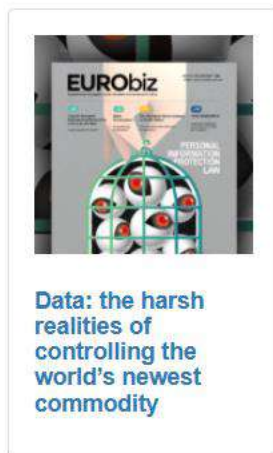 EURObiz
PERSONAL
INFORMATION
PROTECTION
LAW
Data: the harsh
realities of
controlling the
world's newest
commodity